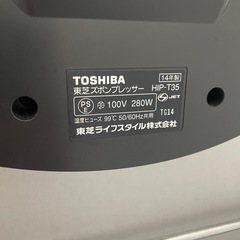 TOSHIBA 14年製
東芝ズボンプレッサー HIP-T35
PS E 100V 280W JET
温度ヒューズ 99℃ 50/60Hz共用 TG14
東芝ライフスタイル株式会社